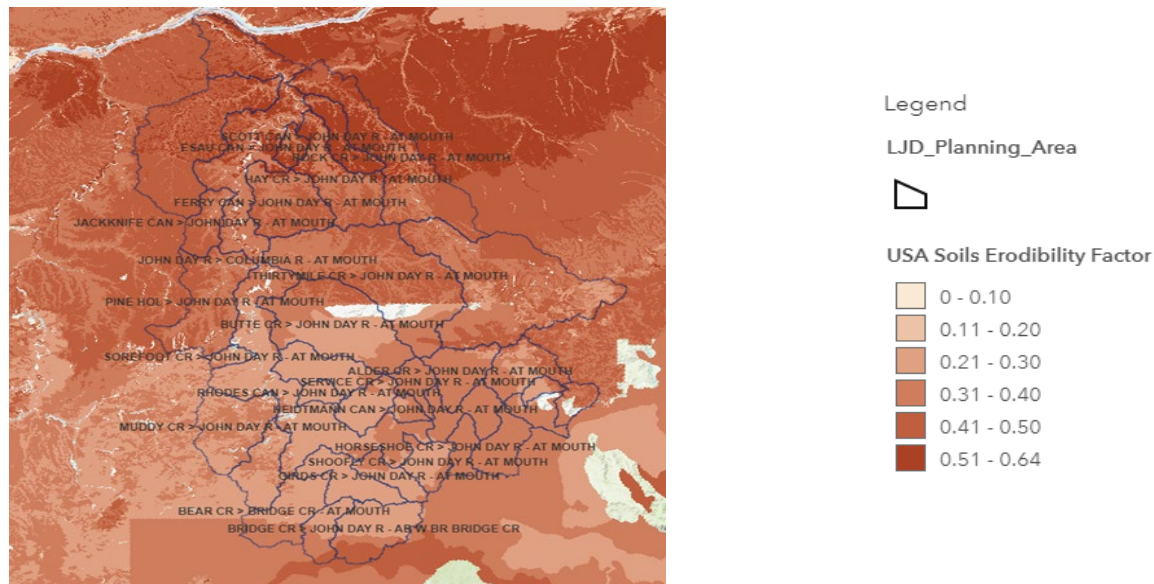 SCOTT CAN > JOHN DAY R - AT MOUTH
ESAU CAN > JOHN DAY R - AT MOUTH
ROCK CR > JOHN DAY R - AT MOUTH
HAY CR > JOHN DAY R - AT MOUTH
FERRY CAN > JOHN DAY R - AT MOUTH
JACKKNIFE CAN > JOHN DAY R - AT MOUTH
JOHN DAY R > COLUMBIA R - AT MOUTH
THIRTYMILE CR > JOHN DAY R - AT MOUTH
PINE HOL > JOHN DAY R - AT MOUTH
BUTTE CR > JOHN DAY R - AT MOUTH
SOREFOOT CR > JOHN DAY R - AT MOUTH
ALDER CR > JOHN DAY R - AT MOUTH
SERVICE CR > JOHN DAY R - AT MOUTH
RHODES CAN > JOHN DAY R - AT MOUTH
HEIDTMANN CAN > JOHN DAY R - AT MOUTH
MUDDY CR > JOHN DAY R - AT MOUTH
HORSESHOE CR > JOHN DAY R - AT MOUTH
SHOOFLY CR > JOHN DAY R - AT MOUTH
GIRDS CR > JOHN DAY R - AT MOUTH
BEAR CR > BRIDGE CR - AT MOUTH
BRIDGE CR > JOHN DAY R - AB W BR BRIDGE CR
Legend
LJD_Planning_Area
USA Soils Erodibility Factor
0 - 0.10
0.11 - 0.20
0.21 - 0.30
0.31 - 0.40
0.41 - 0.50
0.51 - 0.64